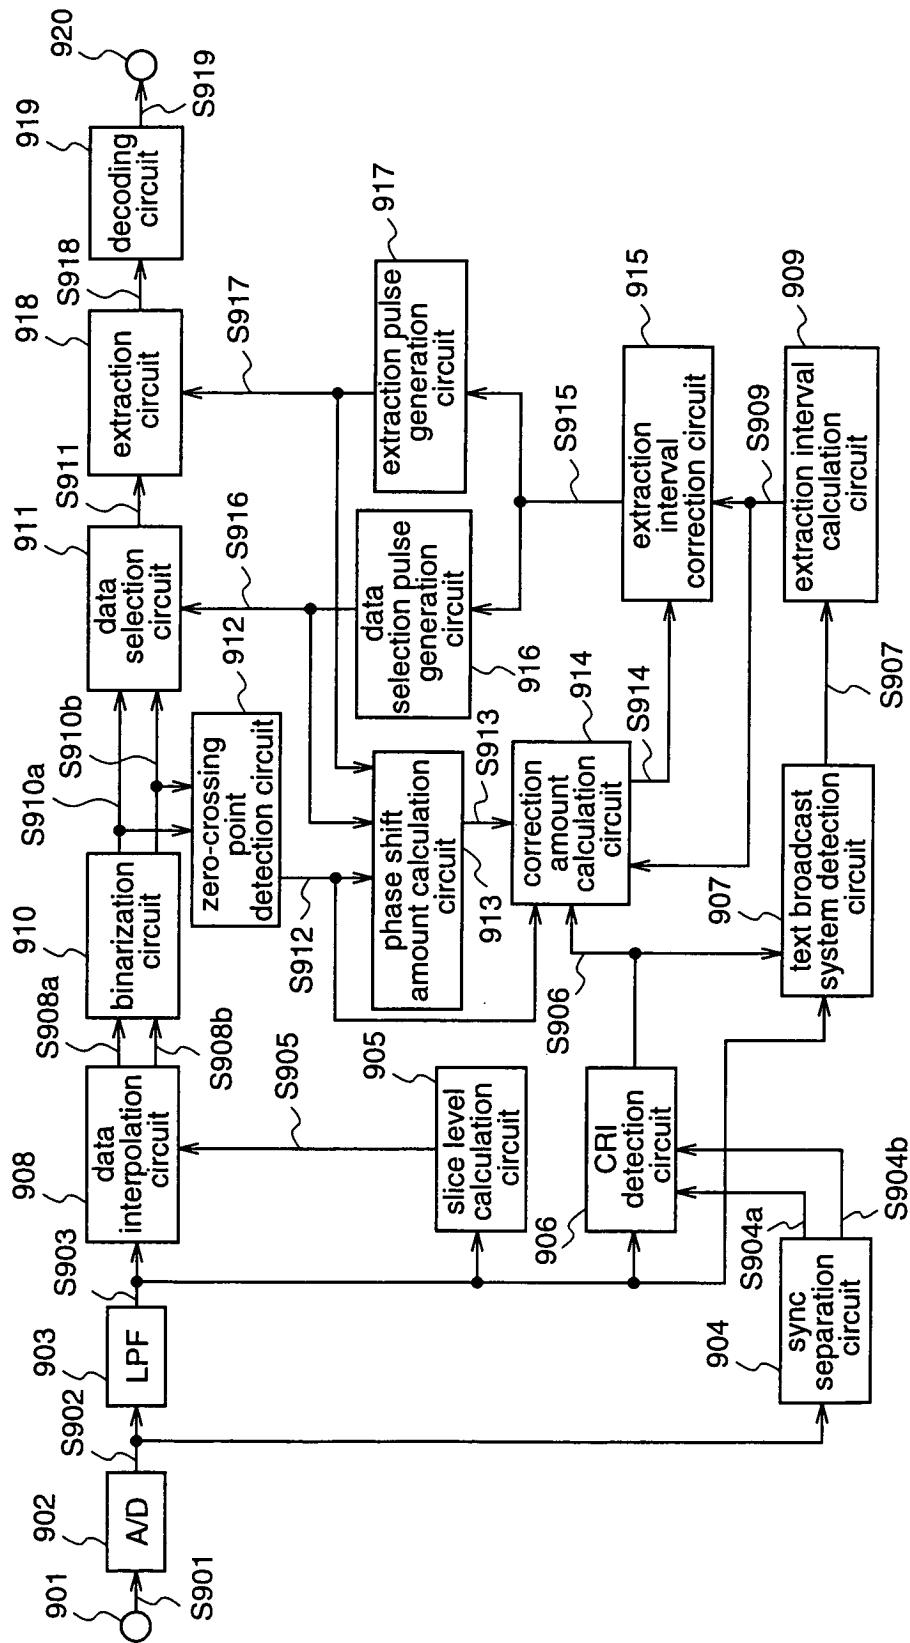 901
S901
902
A/D
S902
903
LPF
S903
908
data
interpolation
circuit
S908a
S908b
910
binarization
circuit
S910a
S910b
911
data
selection
circuit
S911
918
extraction
circuit
S918
919
decoding
circuit
S919
920
S905
905
slice level
calculation
circuit
912
zero-crossing
point
detection circuit
S912
S916
S917
phase shift
amount calculation
circuit
913
S913
data
selection pulse
generation
circuit
916
917
extraction pulse
generation
circuit
914
correction
amount
calculation
circuit
S914
S915
915
extraction
interval
correction circuit
906
CRI
detection
circuit
S906
904
sync
separation
circuit
S904a
S904b
907
text broadcast
system detection
circuit
S907
909
extraction interval
calculation
circuit
S909